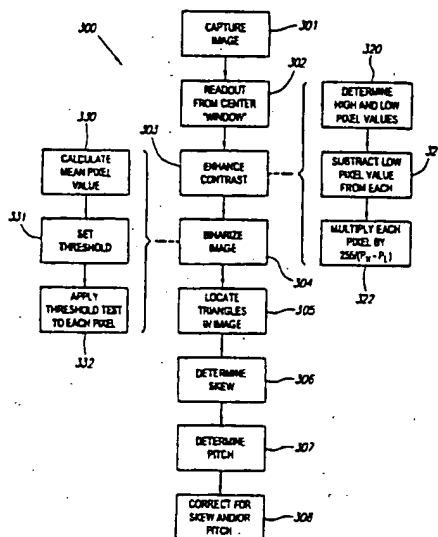 300
CAPTURE
IMAGE
301
READOUT
FROM CENTER
"WINDOW"
302
303
ENHANCE
CONTRAST
BIHARIZE
IMAGE
304
LOCATE
TRIANGLES
IN IMAGE
305
DETERMINE
SKEW
306
DETERMINE
PITCH
307
CORRECT FOR
SKEW AND/OR
PITCH
308
320
DETERMINE
HIGH AND LOW
PIXEL VALUES
SUBTRACT LOW
PIXEL VALUE
FROM EACH
32
MULTIPLY EACH
PIXEL BY
256/(PH - PL)
322
330
CALCULATE
MEAN PIXEL
VALUE
331
SET
THRESHOLD
APPLY
THRESHOLD TEST
TO EACH PIXEL
332